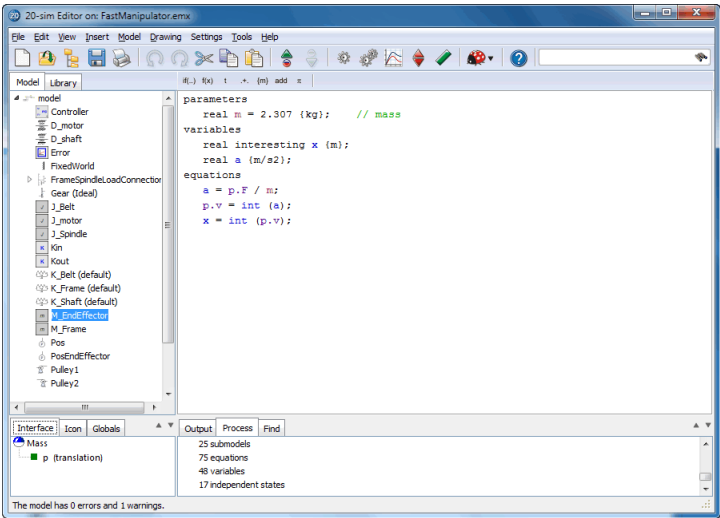 20-sim Editor on: FastManipulator.emx
File Edit View Insert Model Drawing Settings Tools Help
Model Library
if(..) f(x) t .+. {m} add π
model
Controller
D_motor
D_shaft
Error
FixedWorld
FrameSpindleLoadConnection
Gear (Ideal)
J_Belt
J_motor
J_Spindle
Kin
Kout
K_Belt (default)
K_Frame (default)
K_Shaft (default)
M_EndEffector
M_Frame
Pos
PosEndEffector
Pulley1
Pulley2
parameters
real m = 2.307 {kg}; // mass
variables
real interesting x {m};
real a {m/s2};
equations
a = p.F / m;
p.v = int (a);
x = int (p.v);
Interface Icon Globals
Mass
p (translation)
Output Process Find
25 submodels
75 equations
48 variables
17 independent states
The model has 0 errors and 1 warnings.